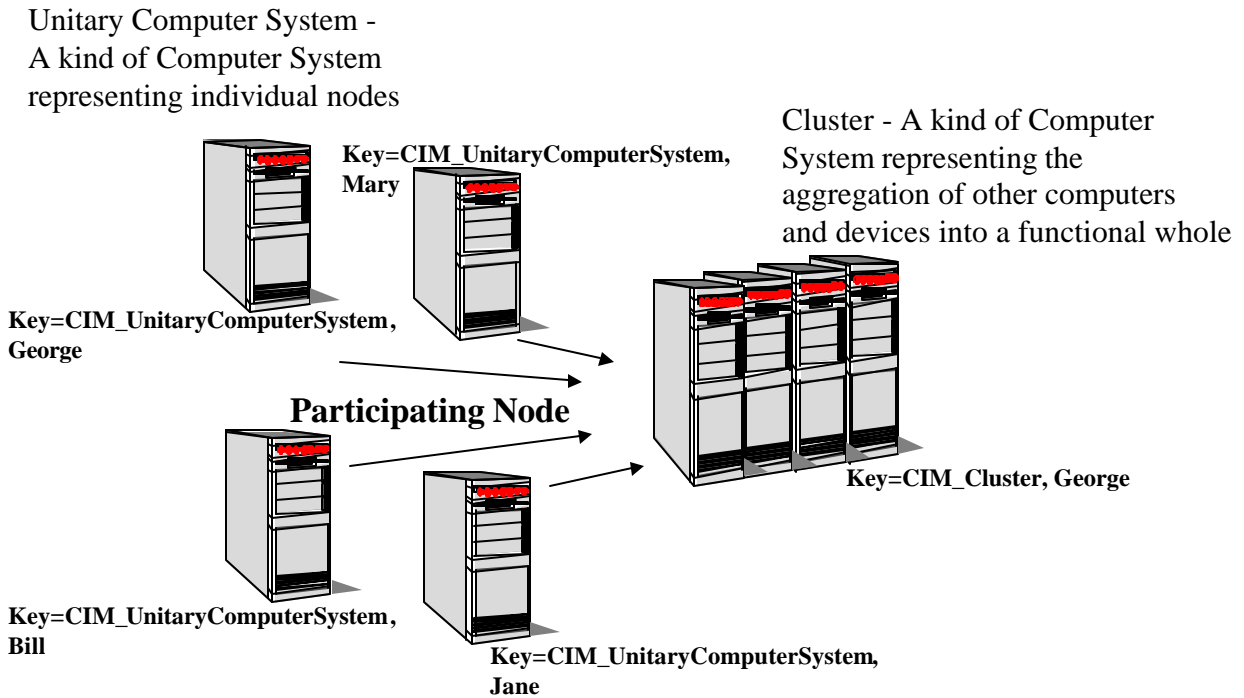 Unitary Computer System -
A kind of Computer System
representing individual nodes
Cluster - A kind of Computer
System representing the
aggregation of other computers
and devices into a functional whole
Key=CIM_UnitaryComputerSystem,
Mary
Key=CIM_UnitaryComputerSystem,
George
Participating Node
Key=CIM_Cluster, George
Key=CIM_UnitaryComputerSystem,
Bill
Key=CIM_UnitaryComputerSystem,
Jane